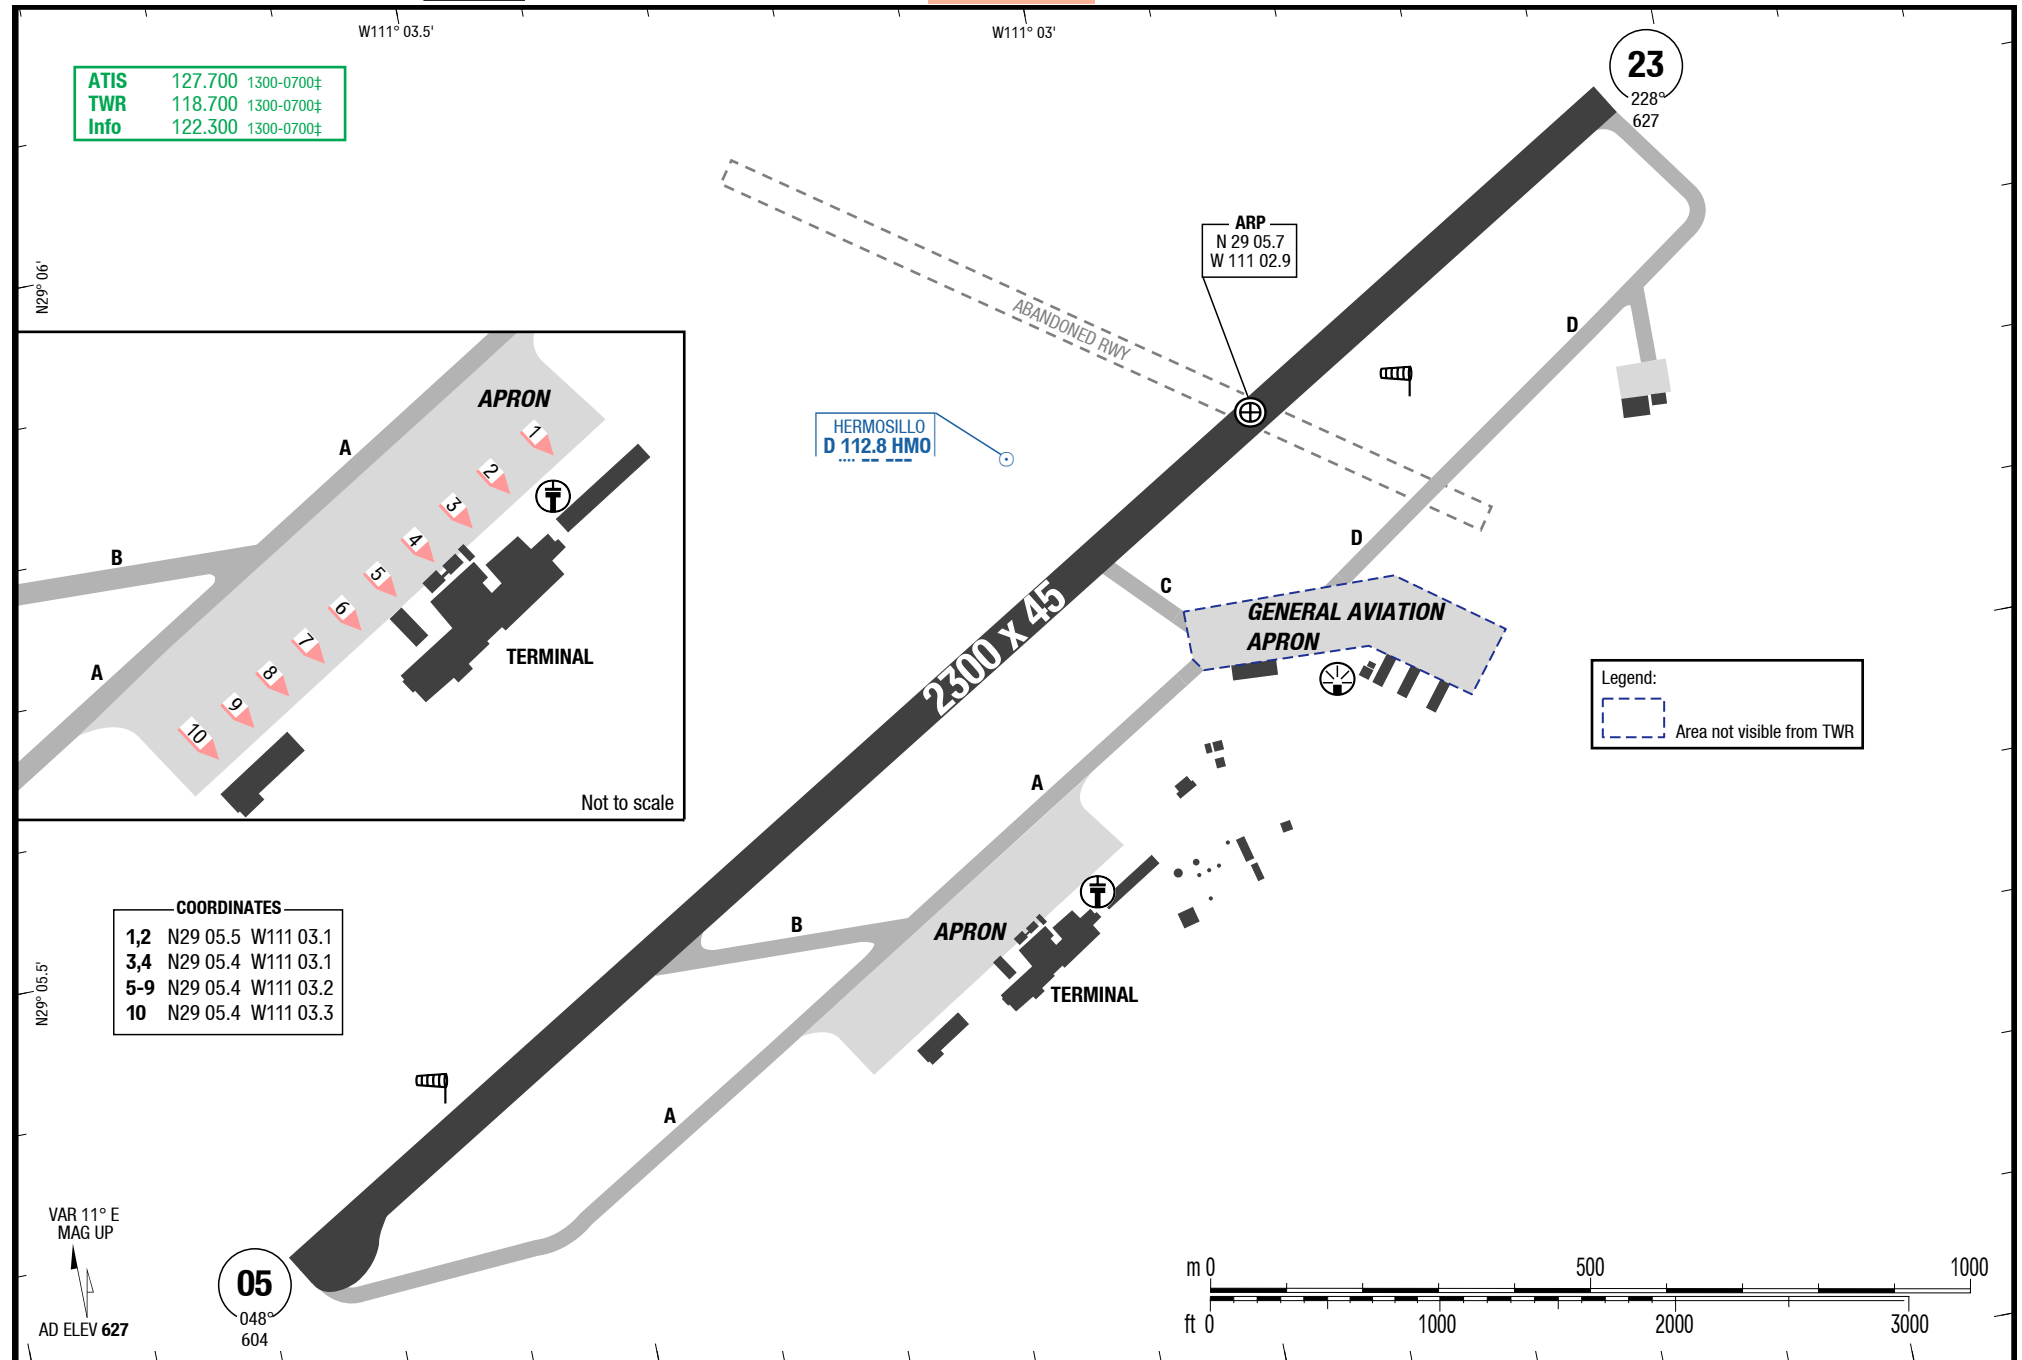 W111° 03.5'
W111° 03'
ATIS 127.700 1300-0700‡
TWR 118.700 1300-0700‡
Info 122.300 1300-0700‡
23
228°
627
ARP
N 29 05.7
W 111 02.9
N29° 06'
ABANDONED RWY
D
HERMOSILLO
D 112.8 HMO
APRON
A
B
A
1
2
3
4
5
6
7
8
9
10
TERMINAL
Not to scale
D
C
GENERAL AVIATION
APRON
2300 x 45
Legend:
Area not visible from TWR
A
B
APRON
TERMINAL
A
COORDINATES
1,2 N29 05.5 W111 03.1
3,4 N29 05.4 W111 03.1
5-9 N29 05.4 W111 03.2
10 N29 05.4 W111 03.3
N29° 05.5'
VAR 11° E
MAG UP
AD ELEV 627
05
048°
604
m 0 500 1000
ft 0 1000 2000 3000